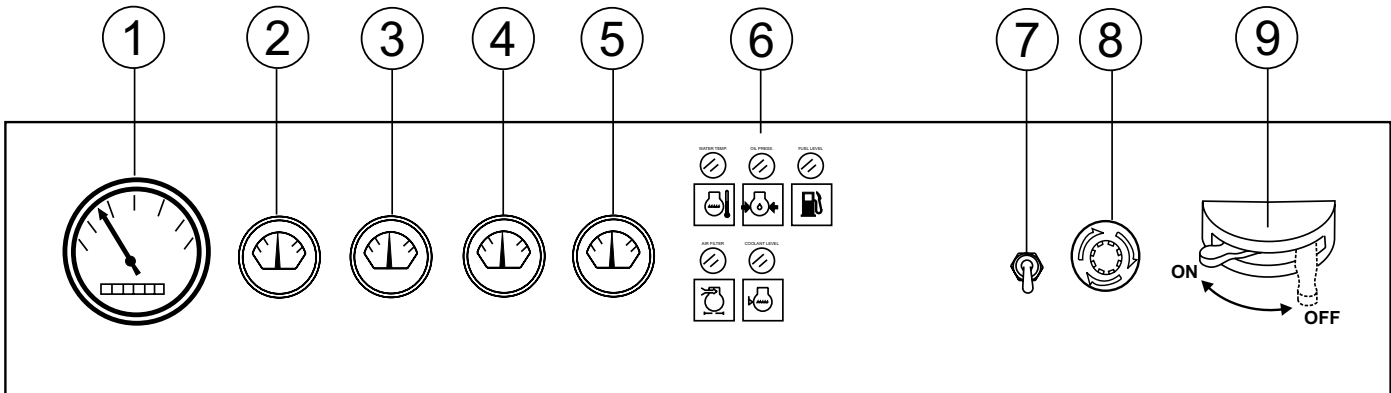 1 2 3 4 5 6 7 8 9
WATER TEMP. OIL PRESS. FUEL LEVEL
AIR FILTER COOLANT LEVEL
ON
OFF